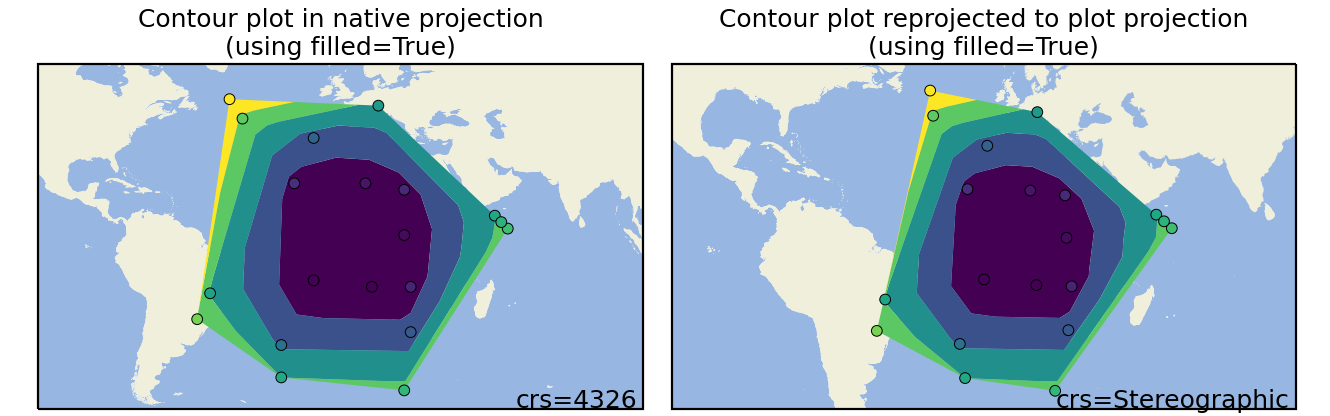 Contour plot in native projection
(using filled=True)
crs=4326
Contour plot reprojected to plot projection
(using filled=True)
crs=Stereographic